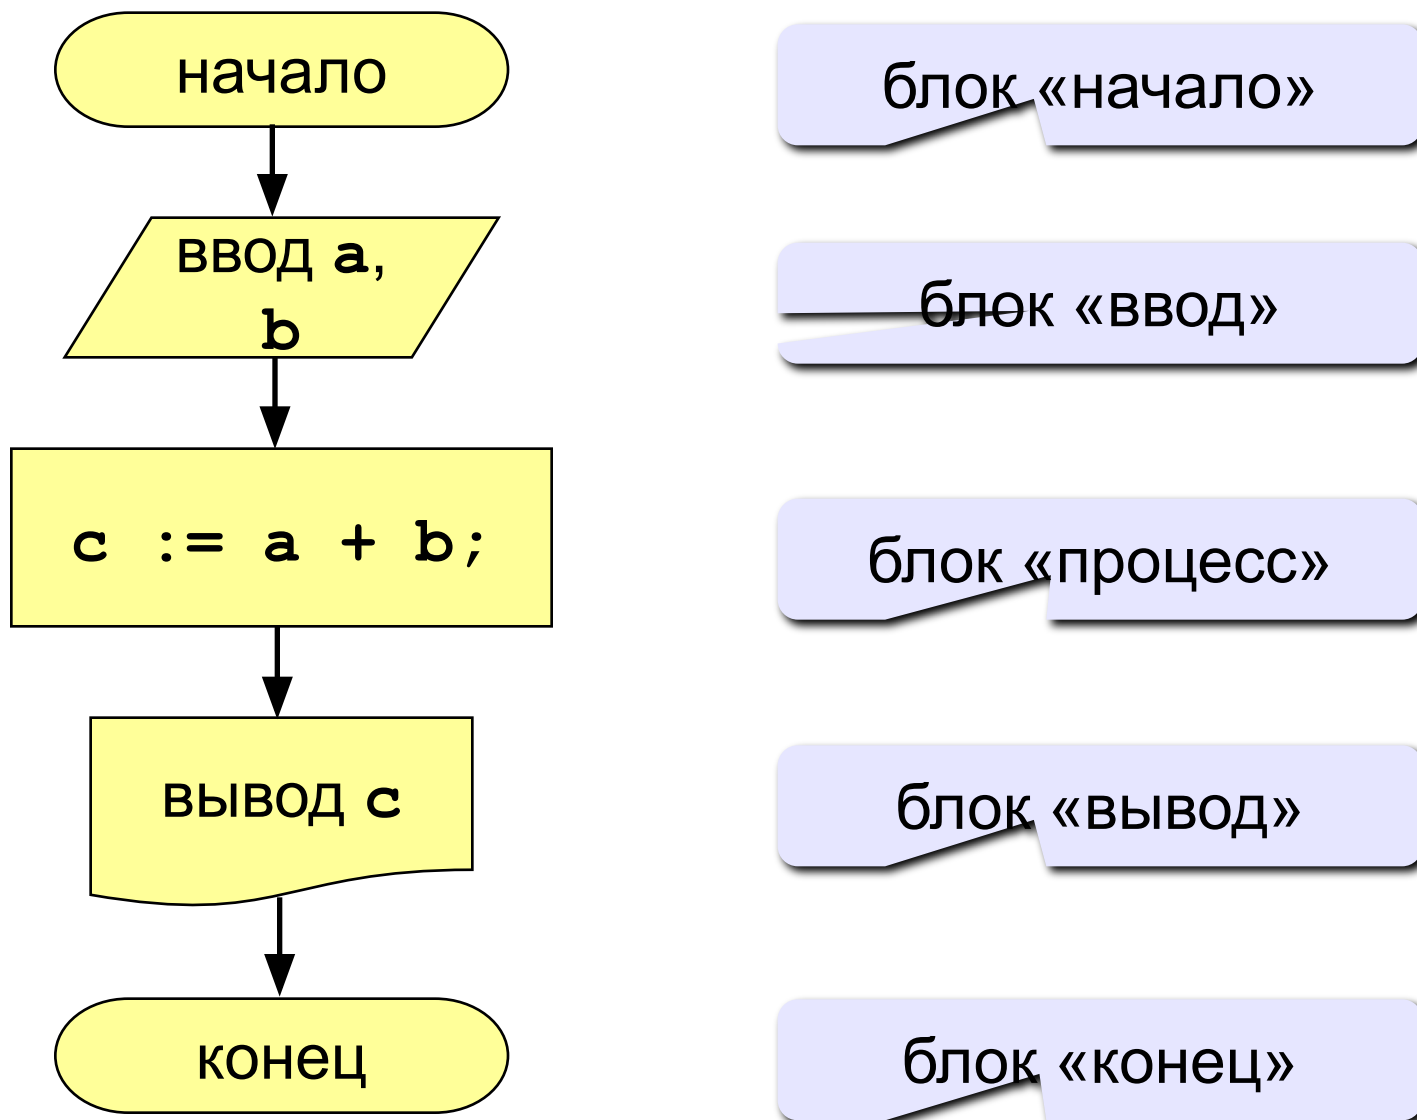 начало
блок «начало»
ввод a,
b
блок «ввод»
c := a + b;
блок «процесс»
вывод c
блок «вывод»
конец
блок «конец»